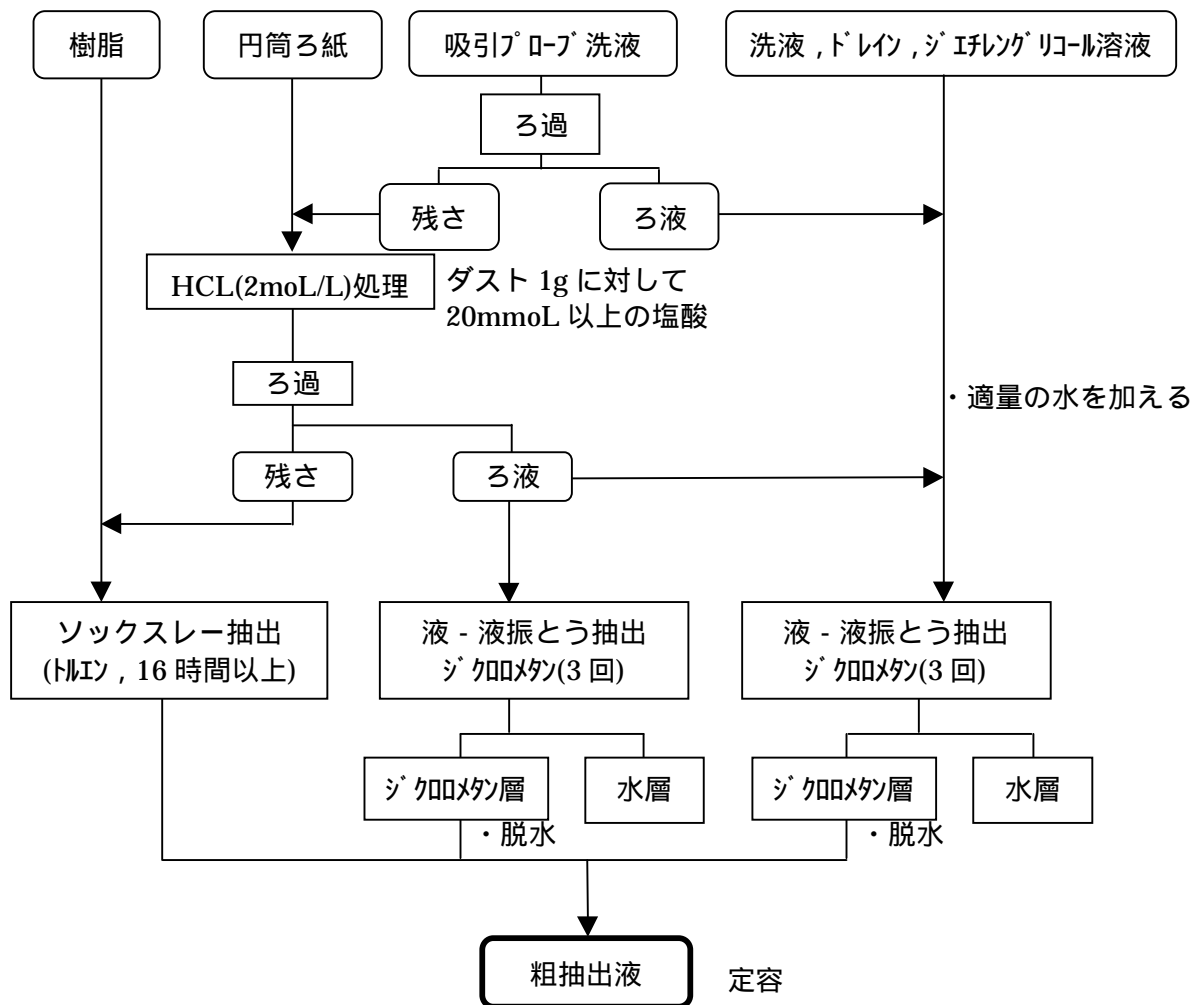 樹脂
円筒ろ紙
吸引ﾌﾟﾛｰﾌﾞ洗液
洗液 , ﾄﾞﾚｲﾝ , ｼﾞｴﾁﾚﾝｸﾞﾘｺｰﾙ溶液
ろ過
残さ
ろ液
HCL(2moL/L)処理
ダスト 1g に対して
20mmoL 以上の塩酸
ろ過
・適量の水を加える
残さ
ろ液
ソックスレー抽出
(ﾄﾙｴﾝ , 16 時間以上)
液 - 液振とう抽出
ｼﾞｸﾛﾛﾒﾀﾝ(3 回)
液 - 液振とう抽出
ｼﾞｸﾛﾛﾒﾀﾝ(3 回)
ｼﾞｸﾛﾛﾒﾀﾝ層
水層
ｼﾞｸﾛﾛﾒﾀﾝ層
水層
・脱水
・脱水
粗抽出液
定容